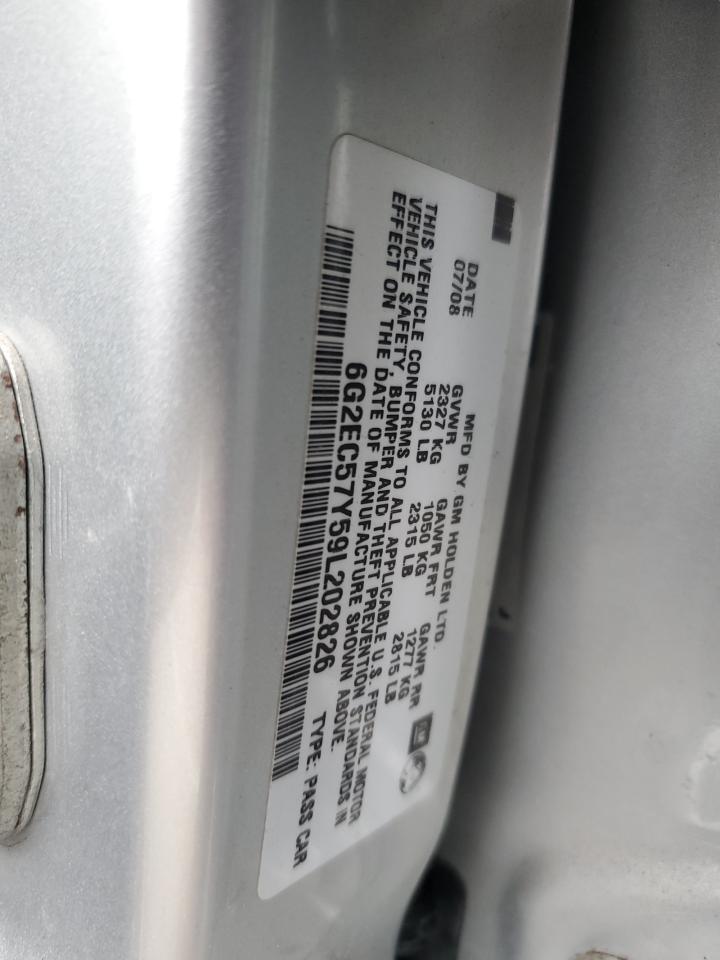 MFD BY GM HOLDEN LTD.
DATE GVWR GAWR FRT GAWR RR
07/08 2327 KG 1050 KG 1277 KG
5130 LB 2315 LB 2815 LB
GM
THIS VEHICLE CONFORMS TO ALL APPLICABLE U.S. FEDERAL MOTOR
VEHICLE SAFETY, BUMPER AND THEFT PREVENTION STANDARDS IN
EFFECT ON THE DATE OF MANUFACTURE SHOWN ABOVE.
6G2EC57Y59L202826 TYPE: PASS CAR